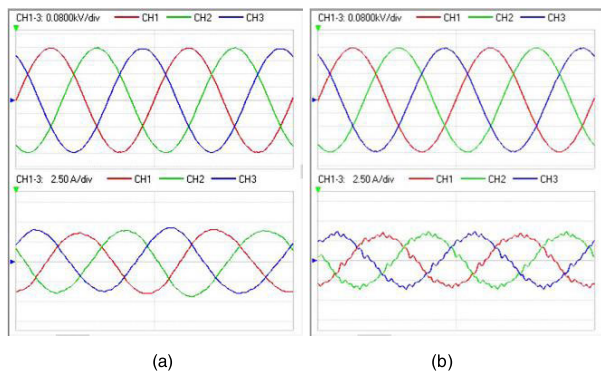 CH1-3: 0.0800kV/div CH1 CH2 CH3
CH1-3: 2.50 A/div CH1 CH2 CH3
(a)
CH1-3: 0.0800kV/div CH1 CH2 CH3
CH1-3: 2.50 A/div CH1 CH2 CH3
(b)